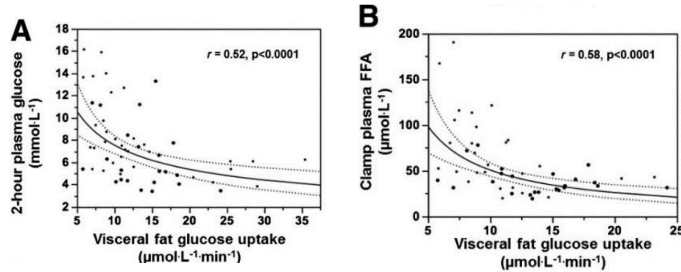 A
r = 0.52, p<0.0001
2-hour plasma glucose
(mmol·L⁻¹)
18
16
14
12
10
8
6
4
2
5 10 15 20 25 30 35
Visceral fat glucose uptake
(µmol·L⁻¹·min⁻¹)
B
r = 0.58, p<0.0001
Clamp plasma FFA
(µmol·L⁻¹)
200
150
100
50
0
5 10 15 20 25
Visceral fat glucose uptake
(µmol·L⁻¹·min⁻¹)